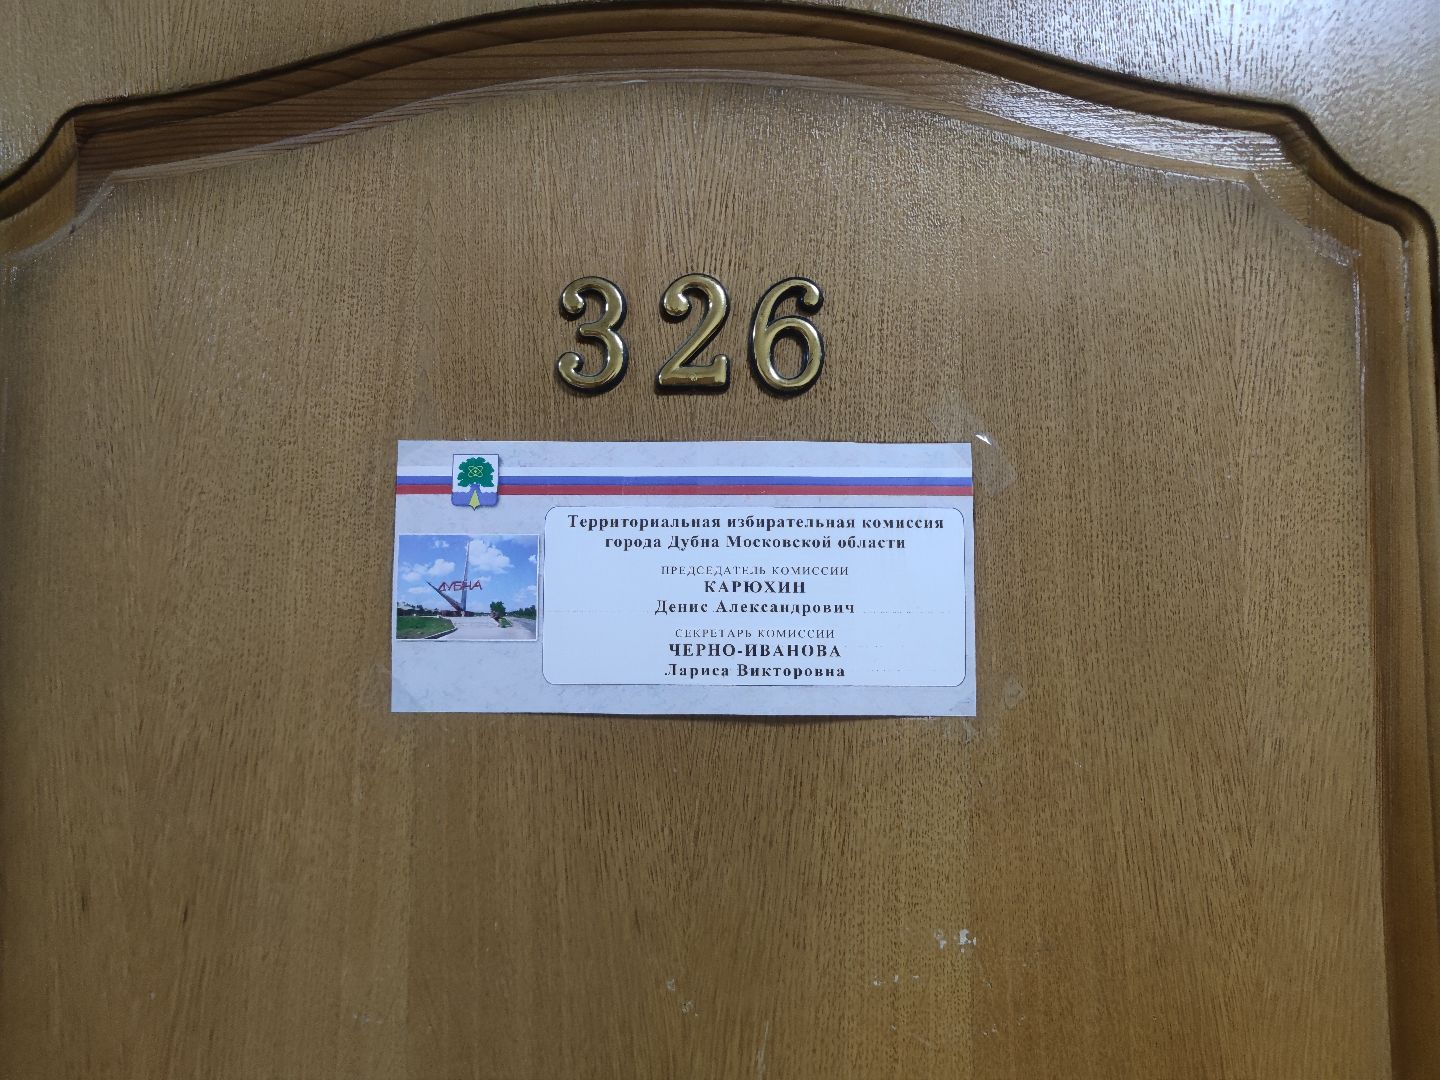 326
Территориальная избирательная комиссия
города Дубна Московской области
ПРЕДСЕДАТЕЛЬ КОМИССИИ
КАРЮХИН
Денис Александрович
СЕКРЕТАРЬ КОМИССИИ
ЧЕРНО-ИВАНОВА
Лариса Викторовна
ДУБНА